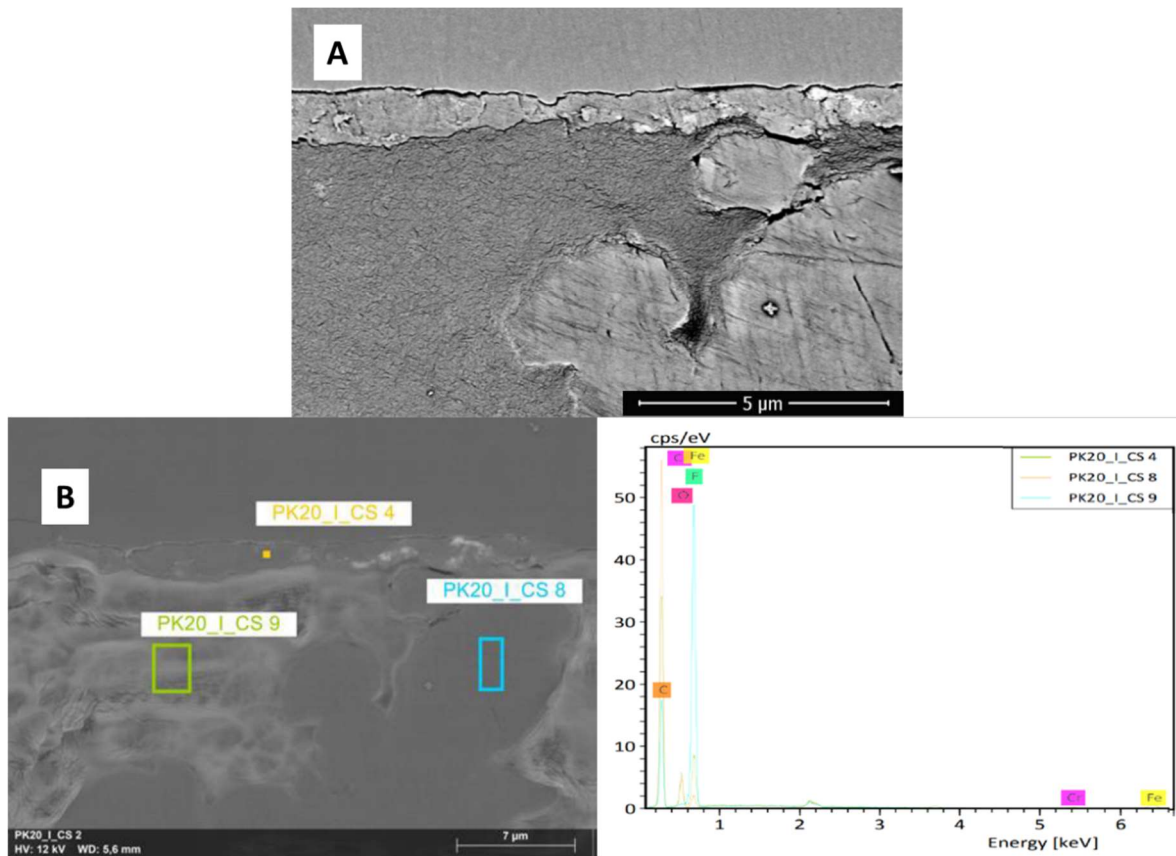 A
5 µm
B
PK20_I_CS 4
PK20_I_CS 8
PK20_I_CS 9
PK20_I_CS 2
HV: 12 kV WD: 5,6 mm
7 µm
cps/eV
C Fe
F
PK20_I_CS 4
PK20_I_CS 8
PK20_I_CS 9
50
40
30
20
C
10
0
Cr Fe
1 2 3 4 5 6
Energy [keV]